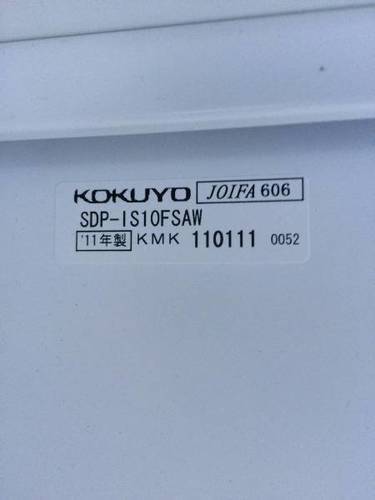 KOKUYO JOIFA 606
SDP-IS10FSAW
'11年製 KMK 110111 0052